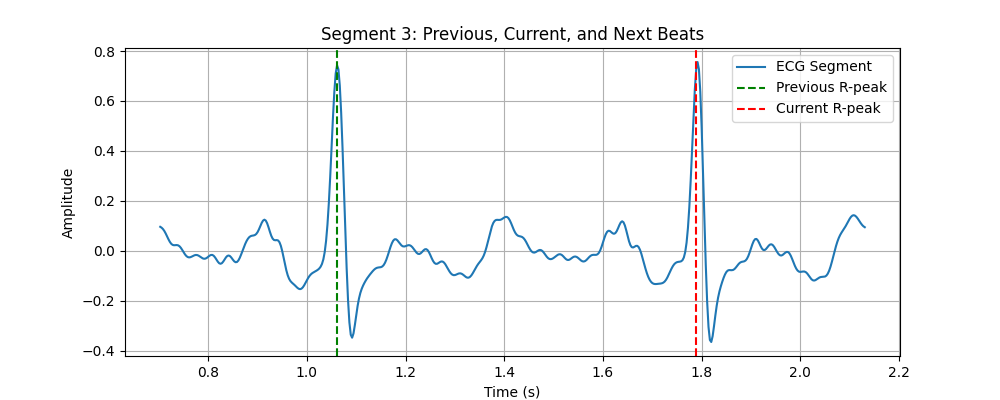 Segment 3: Previous, Current, and Next Beats
0.8
0.6
0.4
0.2
0.0
−0.2
−0.4
Amplitude
ECG Segment
Previous R-peak
Current R-peak
0.8 1.0 1.2 1.4 1.6 1.8 2.0 2.2
Time (s)